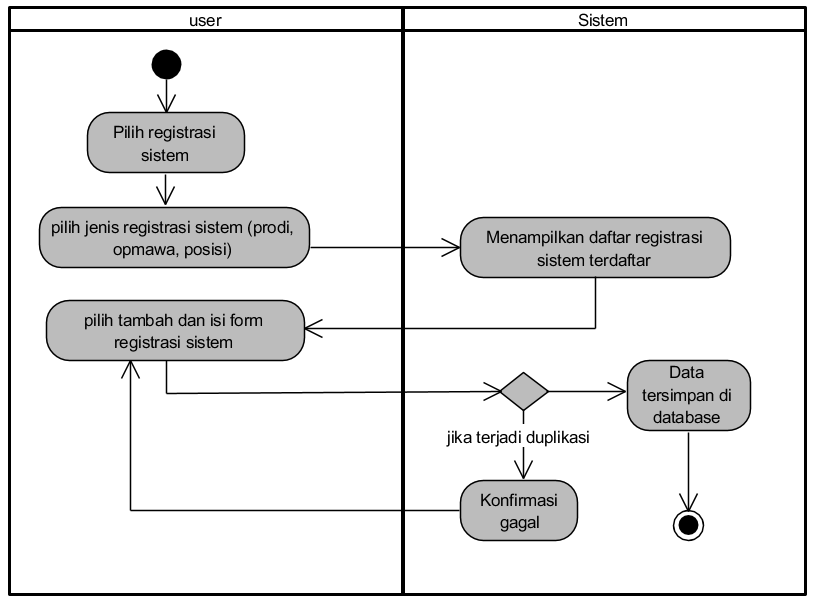 user
Sistem
Pilih registrasi
sistem
pilih jenis registrasi sistem (prodi,
opmawa, posisi)
Menampilkan daftar registrasi
sistem terdaftar
pilih tambah dan isi form
registrasi sistem
Data
tersimpan di
database
jika terjadi duplikasi
Konfirmasi
gagal